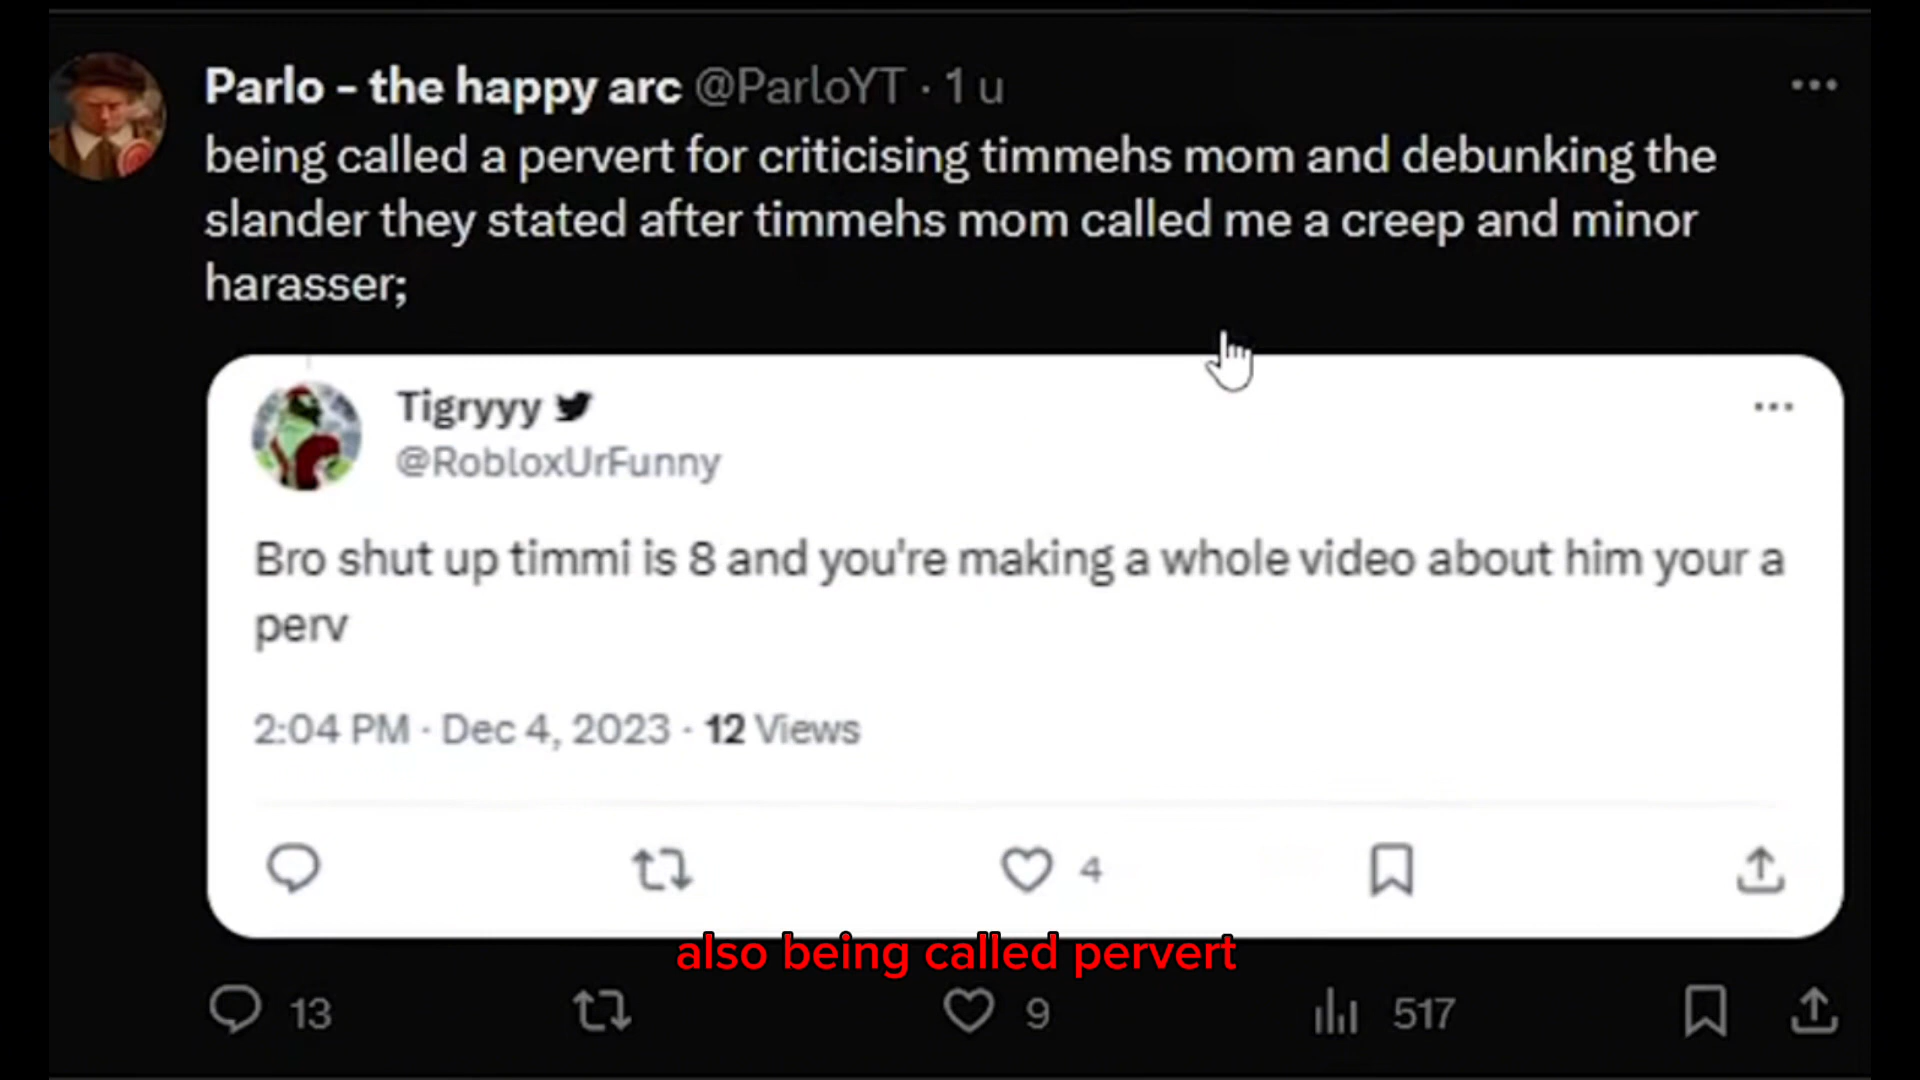 Parlo - the happy arc @ParloYT · 1 u
being called a pervert for criticising timmehs mom and debunking the
slander they stated after timmehs mom called me a creep and minor
harasser;
Tigryyy
@RobloxUrFunny
Bro shut up timmi is 8 and you're making a whole video about him your a
perv
2:04 PM · Dec 4, 2023 · 12 Views
4
also being called pervert
13 9 517